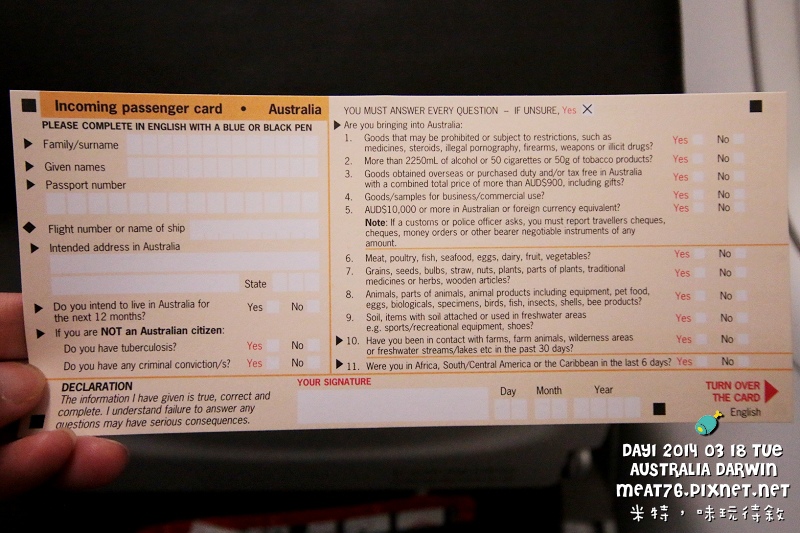 Incoming passenger card • Australia
PLEASE COMPLETE IN ENGLISH WITH A BLUE OR BLACK PEN
Family/surname
Given names
Passport number
Flight number or name of ship
Intended address in Australia
State
Do you intend to live in Australia for
the next 12 months?
Yes No
If you are NOT an Australian citizen:
Do you have tuberculosis? Yes No
Do you have any criminal conviction/s? Yes No
YOU MUST ANSWER EVERY QUESTION – IF UNSURE, Yes X
Are you bringing into Australia:
1. Goods that may be prohibited or subject to restrictions, such as
medicines, steroids, illegal pornography, firearms, weapons or illicit drugs?
Yes No
2. More than 2250mL of alcohol or 50 cigarettes or 50g of tobacco products? Yes No
3. Goods obtained overseas or purchased duty and/or tax free in Australia
with a combined total price of more than AUD$900, including gifts?
Yes No
4. Goods/samples for business/commercial use? Yes No
5. AUD$10,000 or more in Australian or foreign currency equivalent? Yes No
Note: If a customs or police officer asks, you must report travellers cheques,
cheques, money orders or other bearer negotiable instruments of any
amount.
6. Meat, poultry, fish, seafood, eggs, dairy, fruit, vegetables? Yes No
7. Grains, seeds, bulbs, straw, nuts, plants, parts of plants, traditional
medicines or herbs, wooden articles?
Yes No
8. Animals, parts of animals, animal products including equipment, pet food,
eggs, biologicals, specimens, birds, fish, insects, shells, bee products?
Yes No
9. Soil, items with soil attached or used in freshwater areas
e.g. sports/recreational equipment, shoes?
Yes No
10. Have you been in contact with farms, farm animals, wilderness areas
or freshwater streams/lakes etc in the past 30 days?
Yes No
11. Were you in Africa, South/Central America or the Caribbean in the last 6 days? Yes No
DECLARATION
The information I have given is true, correct and
complete. I understand failure to answer any
questions may have serious consequences.
YOUR SIGNATURE
Day Month Year
TURN OVER
THE CARD
English
DAY1 2014 03 18 TUE
AUSTRALIA DARWIN
MEAT76.PIXNET.NET
米特，味玩待敘